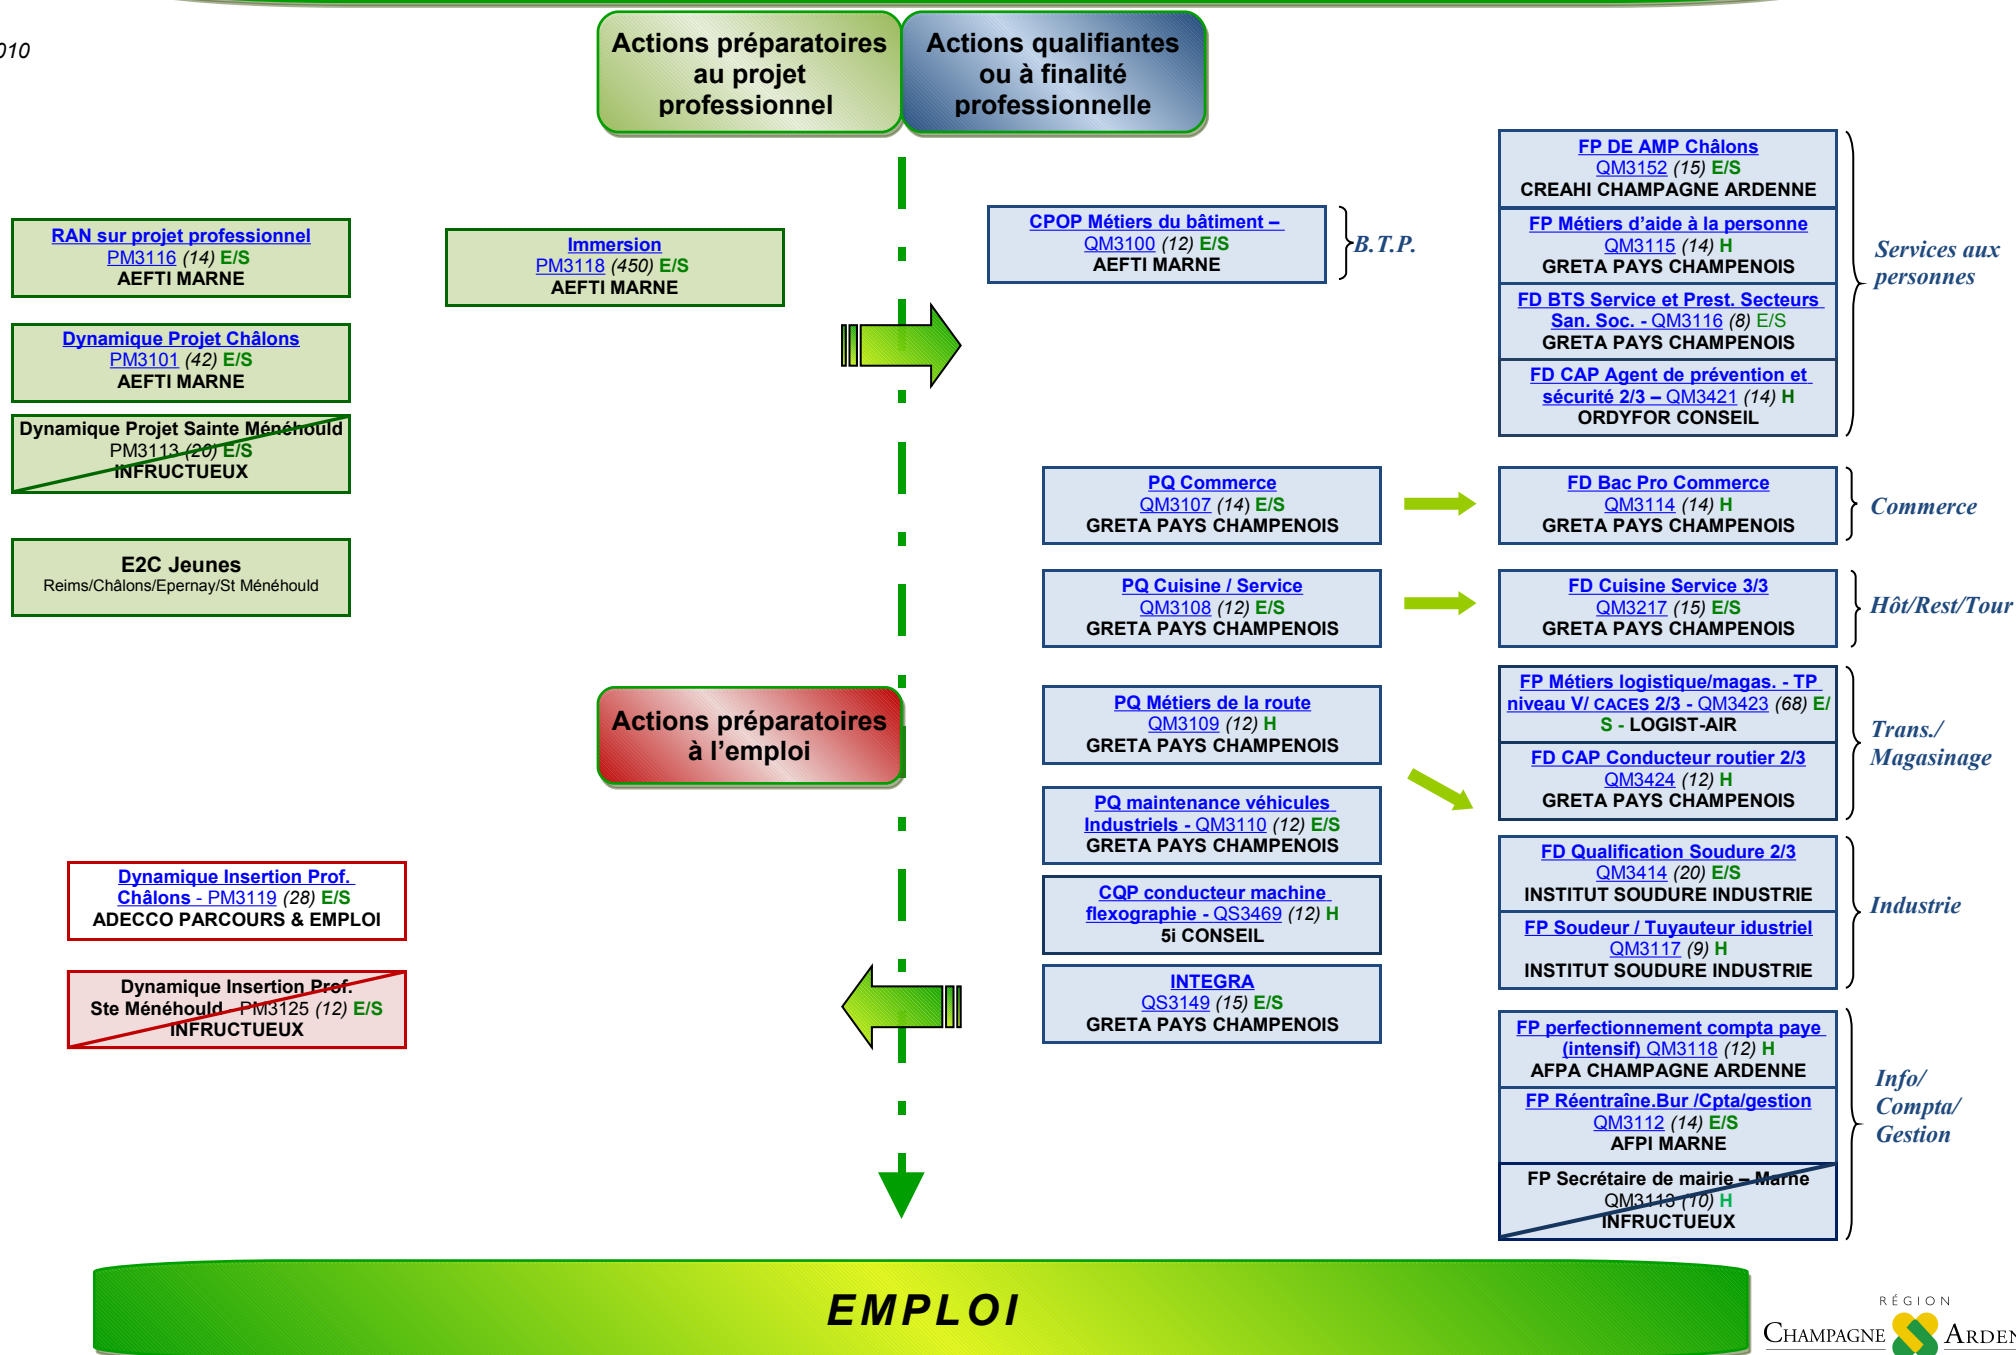 010
Actions préparatoires
au projet
professionnel
Actions qualifiantes
ou à finalité
professionnelle
RAN sur projet professionnel
PM3116 (14) E/S
AEFTI MARNE
Dynamique Projet Châlons
PM3101 (42) E/S
AEFTI MARNE
Dynamique Projet Sainte Ménéhould
PM3113 (20) E/S
INFRUCTUEUX
E2C Jeunes
Reims/Châlons/Epernay/St Ménéhould
Immersion
PM3118 (450) E/S
AEFTI MARNE
CPOP Métiers du bâtiment –
QM3100 (12) E/S
AEFTI MARNE
B.T.P.
FP DE AMP Châlons
QM3152 (15) E/S
CREAHI CHAMPAGNE ARDENNE
FP Métiers d'aide à la personne
QM3115 (14) H
GRETA PAYS CHAMPENOIS
FD BTS Service et Prest. Secteurs
San. Soc. - QM3116 (8) E/S
GRETA PAYS CHAMPENOIS
FD CAP Agent de prévention et
sécurité 2/3 – QM3421 (14) H
ORDYFOR CONSEIL
Services aux
personnes
PQ Commerce
QM3107 (14) E/S
GRETA PAYS CHAMPENOIS
FD Bac Pro Commerce
QM3114 (14) H
GRETA PAYS CHAMPENOIS
Commerce
PQ Cuisine / Service
QM3108 (12) E/S
GRETA PAYS CHAMPENOIS
FD Cuisine Service 3/3
QM3217 (15) E/S
GRETA PAYS CHAMPENOIS
Hôt/Rest/Tour
Actions préparatoires
à l'emploi
PQ Métiers de la route
QM3109 (12) H
GRETA PAYS CHAMPENOIS
FP Métiers logistique/magas. - TP
niveau V/ CACES 2/3 - QM3423 (68) E/
S - LOGIST-AIR
FD CAP Conducteur routier 2/3
QM3424 (12) H
GRETA PAYS CHAMPENOIS
Trans./
Magasinage
PQ maintenance véhicules
Industriels - QM3110 (12) E/S
GRETA PAYS CHAMPENOIS
CQP conducteur machine
flexographie - QS3469 (12) H
5i CONSEIL
INTEGRA
QS3149 (15) E/S
GRETA PAYS CHAMPENOIS
FD Qualification Soudure 2/3
QM3414 (20) E/S
INSTITUT SOUDURE INDUSTRIE
FP Soudeur / Tuyauteur idustriel
QM3117 (9) H
INSTITUT SOUDURE INDUSTRIE
Industrie
Dynamique Insertion Prof.
Châlons - PM3119 (28) E/S
ADECCO PARCOURS & EMPLOI
Dynamique Insertion Prof.
Ste Ménéhould - PM3125 (12) E/S
INFRUCTUEUX
FP perfectionnement compta paye
(intensif) QM3118 (12) H
AFPA CHAMPAGNE ARDENNE
FP Réentraîne.Bur /Cpta/gestion
QM3112 (14) E/S
AFPI MARNE
FP Secrétaire de mairie – Marne
QM3113 (10) H
INFRUCTUEUX
Info/
Compta/
Gestion
EMPLOI
RÉGION
CHAMPAGNE ARDEN